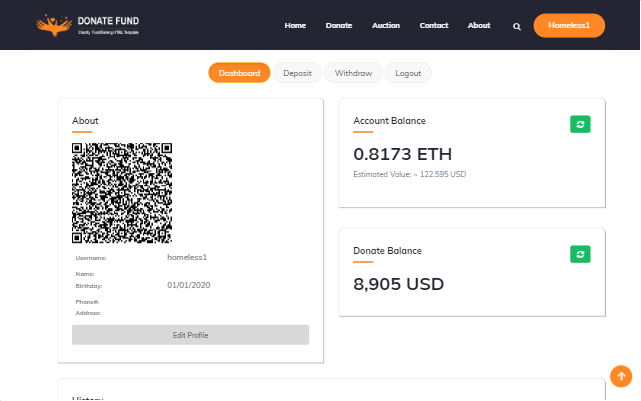 DONATE FUND
Charity FundRaising HTML Template
Home Donate Auction Contact About Homeless1
Dashboard Deposit Withdraw Logout
About
Username: homeless1
Name:
Birthday: 01/01/2020
Phone#:
Address:
Edit Profile
Account Balance
0.8173 ETH
Estimated Value: ~ 122.595 USD
Donate Balance
8,905 USD
History